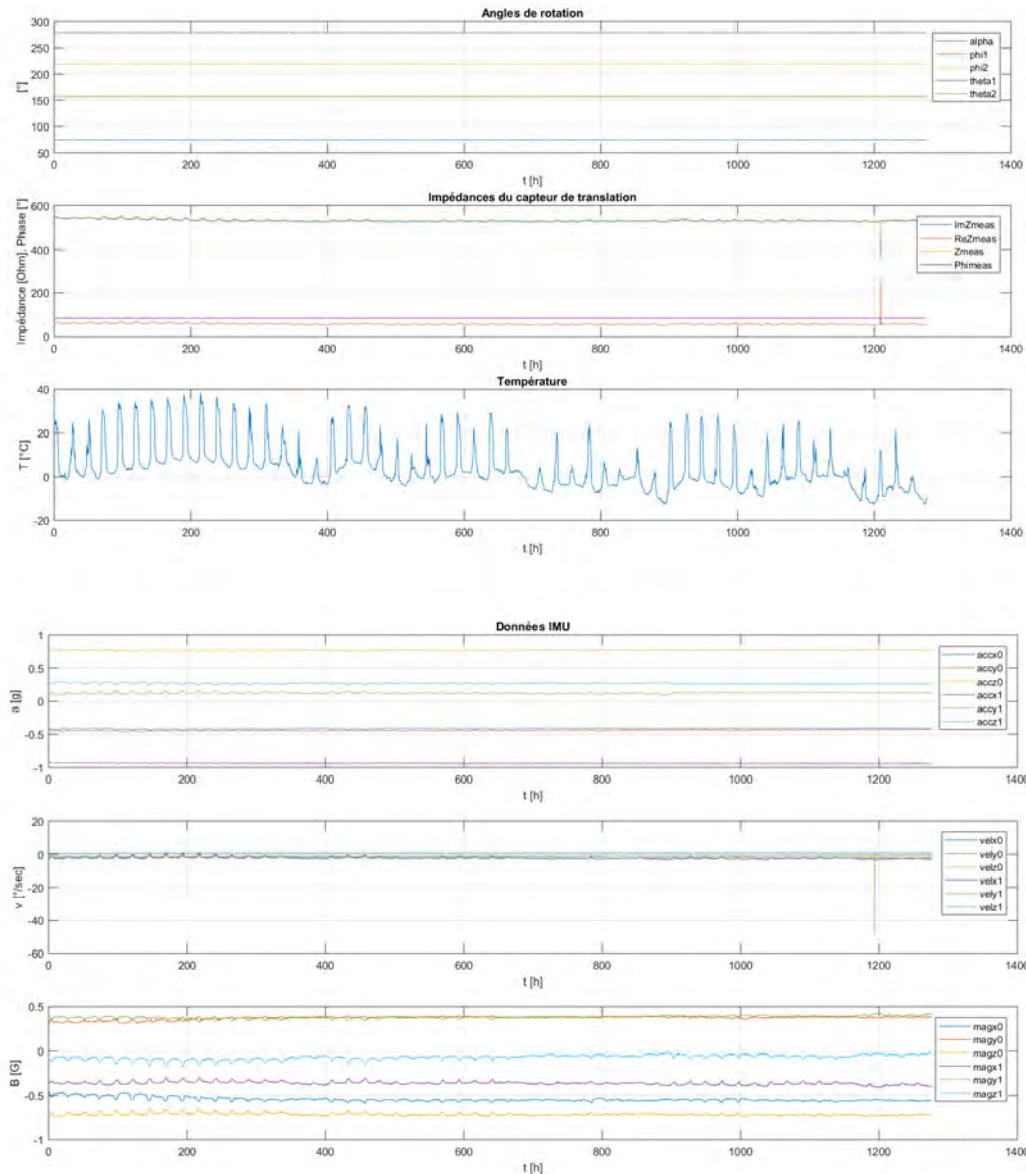 Angles de rotation
[°]
300
250
200
150
100
50
0
200
400
600
800
1000
1200
1400
t [h]
alpha
phi1
phi2
theta1
theta2
Impédances du capteur de translation
Impédance [Ohm]. Phase [°]
600
400
200
0
0
200
400
600
800
1000
1200
1400
t [h]
ImZmeas
ReZmeas
Zmeas
Phimeas
Température
T [°C]
40
20
0
-20
0
200
400
600
800
1000
1200
1400
t [h]
Données IMU
a [g]
1
0.5
0
-0.5
-1
0
200
400
600
800
1000
1200
1400
t [h]
accx0
accy0
accz0
accx1
accy1
accz1
v [°/sec]
20
0
-20
-40
-60
0
200
400
600
800
1000
1200
1400
t [h]
velx0
vely0
velz0
velx1
vely1
velz1
B [G]
0.5
0
-0.5
-1
0
200
400
600
800
1000
1200
1400
t [h]
magx0
magy0
magz0
magx1
magy1
magz1